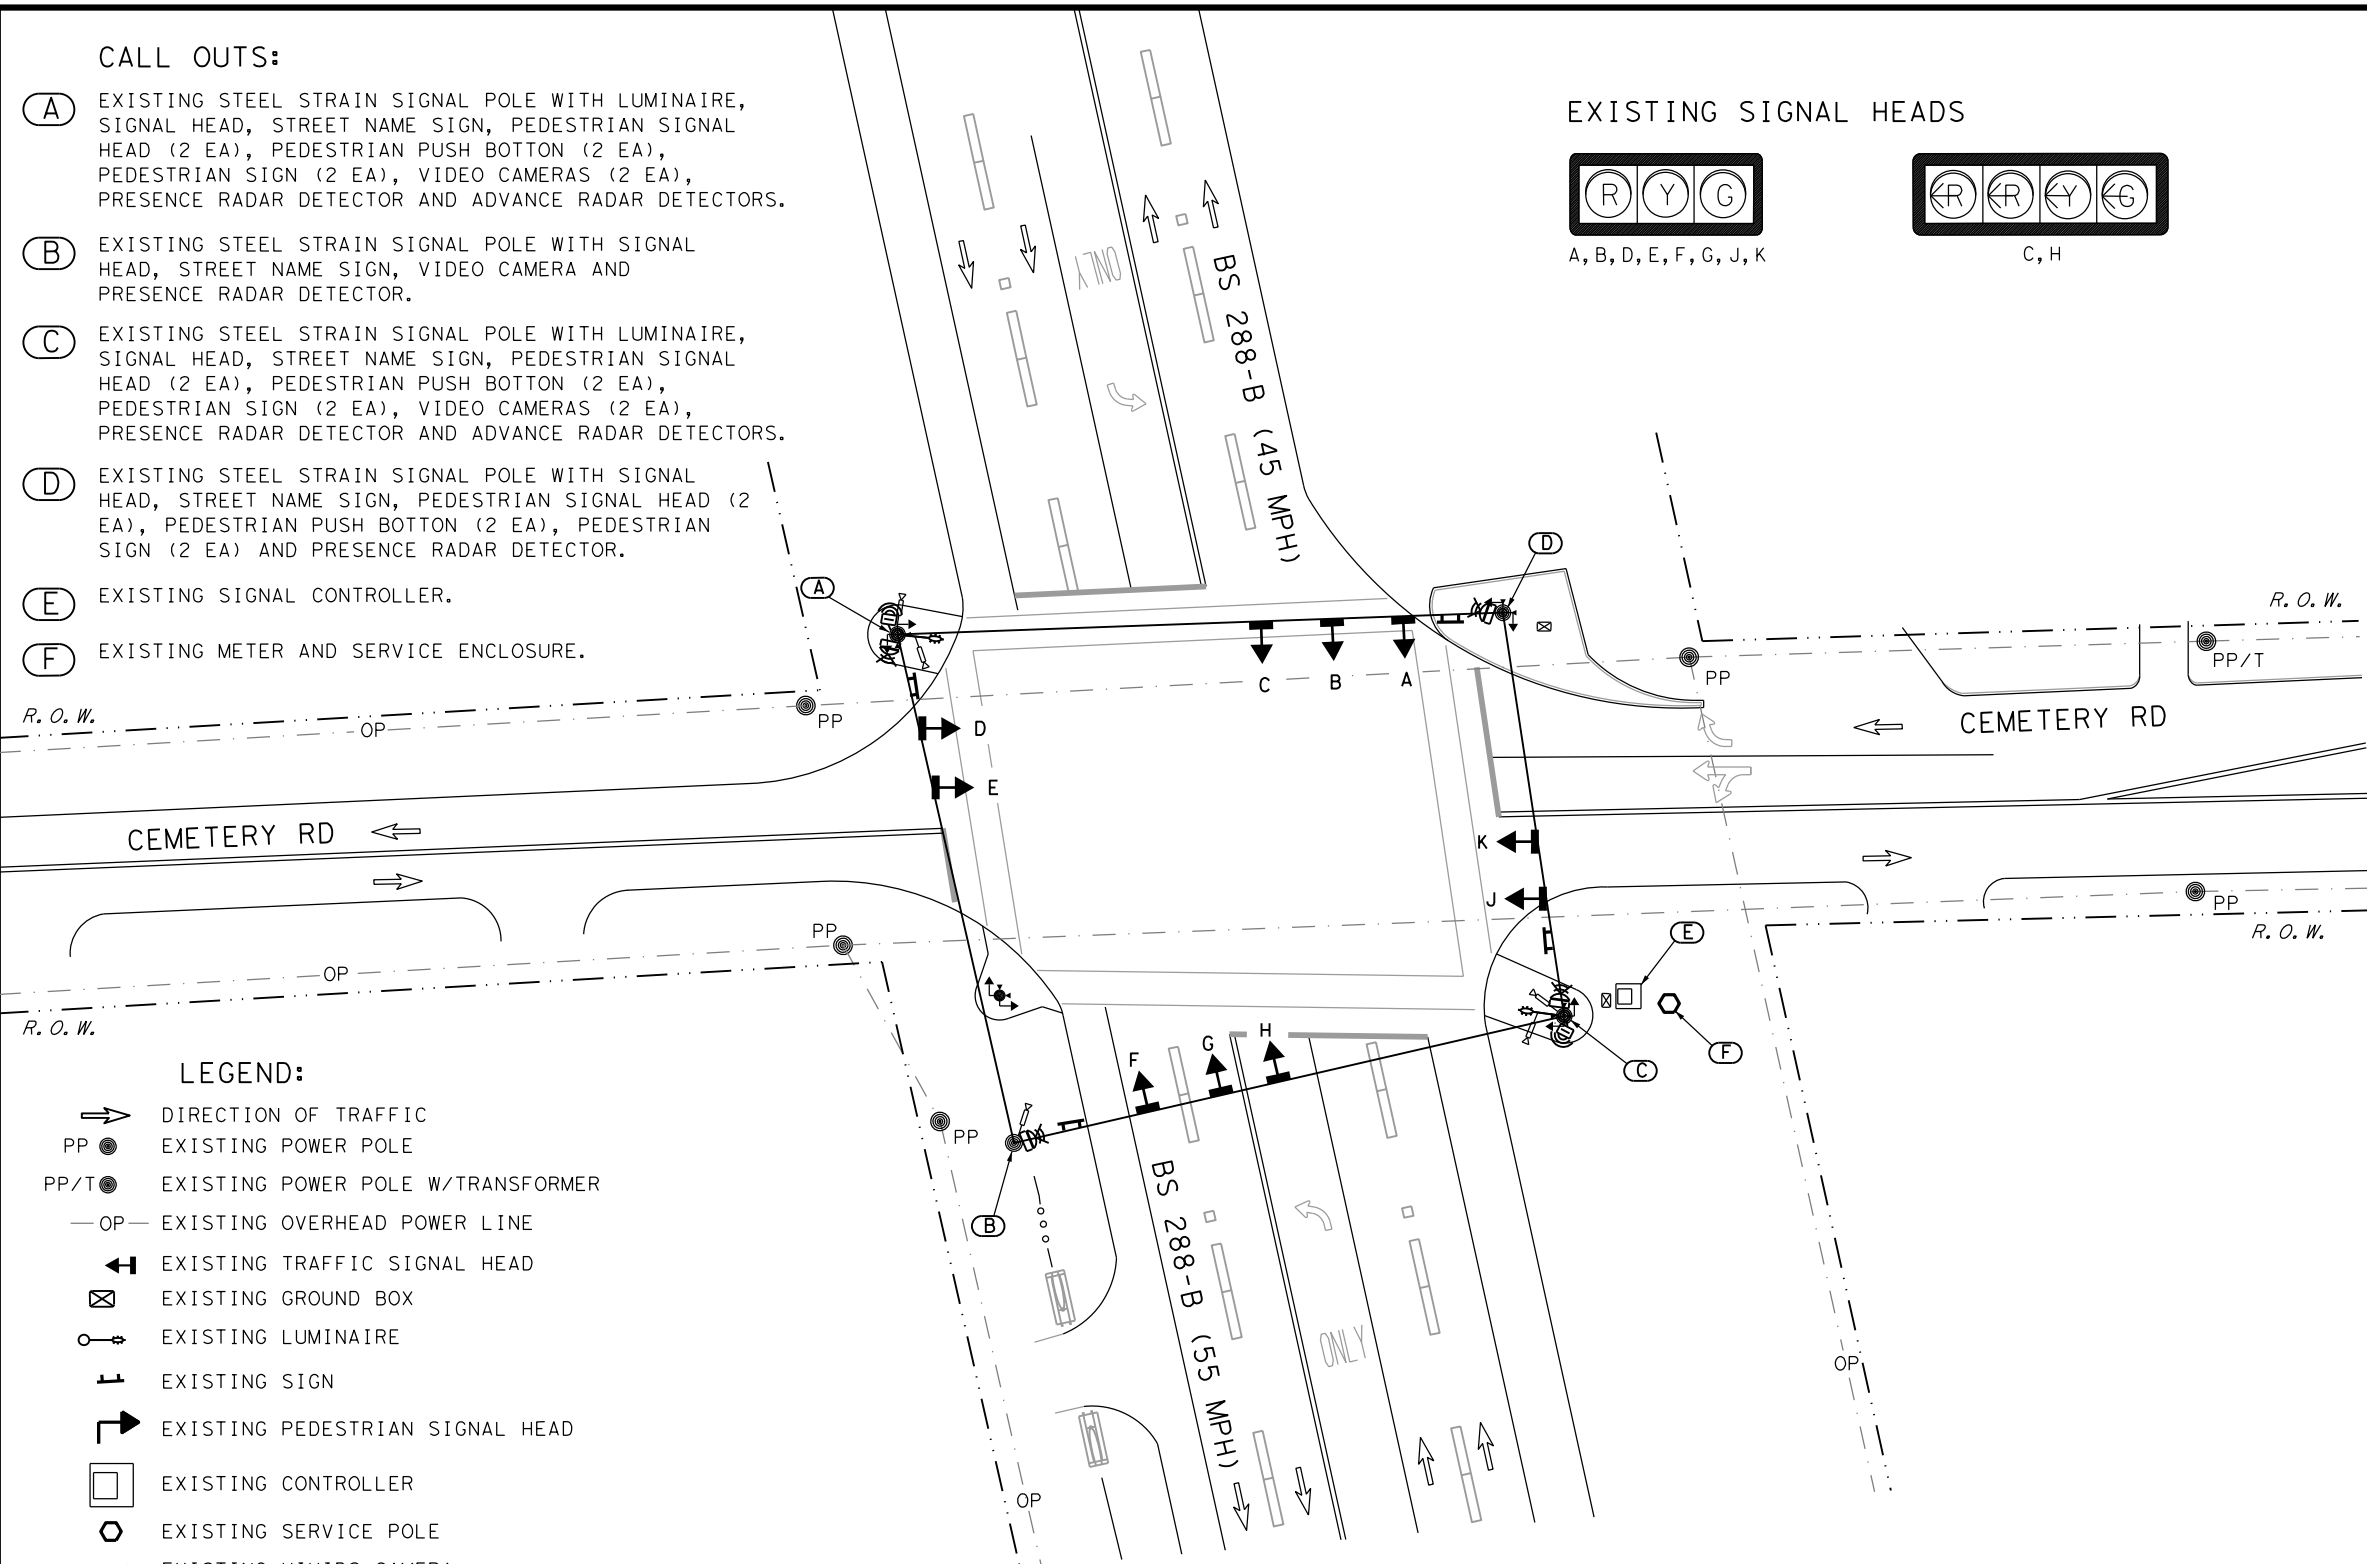 CALL OUTS:
A
EXISTING STEEL STRAIN SIGNAL POLE WITH LUMINAIRE,
SIGNAL HEAD, STREET NAME SIGN, PEDESTRIAN SIGNAL
HEAD (2 EA), PEDESTRIAN PUSH BOTTON (2 EA),
PEDESTRIAN SIGN (2 EA), VIDEO CAMERAS (2 EA),
PRESENCE RADAR DETECTOR AND ADVANCE RADAR DETECTORS.
B
EXISTING STEEL STRAIN SIGNAL POLE WITH SIGNAL
HEAD, STREET NAME SIGN, VIDEO CAMERA AND
PRESENCE RADAR DETECTOR.
C
EXISTING STEEL STRAIN SIGNAL POLE WITH LUMINAIRE,
SIGNAL HEAD, STREET NAME SIGN, PEDESTRIAN SIGNAL
HEAD (2 EA), PEDESTRIAN PUSH BOTTON (2 EA),
PEDESTRIAN SIGN (2 EA), VIDEO CAMERAS (2 EA),
PRESENCE RADAR DETECTOR AND ADVANCE RADAR DETECTORS.
D
EXISTING STEEL STRAIN SIGNAL POLE WITH SIGNAL
HEAD, STREET NAME SIGN, PEDESTRIAN SIGNAL HEAD (2
EA), PEDESTRIAN PUSH BOTTON (2 EA), PEDESTRIAN
SIGN (2 EA) AND PRESENCE RADAR DETECTOR.
E
EXISTING SIGNAL CONTROLLER.
F
EXISTING METER AND SERVICE ENCLOSURE.
EXISTING SIGNAL HEADS
R Y G
R R Y G
A, B, D, E, F, G, J, K
C, H
ONLY
BS 288-B (45 MPH)
A
D
R.O.W.
PP/T
PP
C
B
A
CEMETERY RD
R.O.W.
OP
PP
D
E
CEMETERY RD
K
J
PP
R.O.W.
PP
OP
R.O.W.
E
F
C
F
G
H
PP
B
BS 288-B (55 MPH)
ONLY
OP
OP
LEGEND:
DIRECTION OF TRAFFIC
PP EXISTING POWER POLE
PP/T EXISTING POWER POLE W/TRANSFORMER
OP EXISTING OVERHEAD POWER LINE
EXISTING TRAFFIC SIGNAL HEAD
EXISTING GROUND BOX
EXISTING LUMINAIRE
EXISTING SIGN
EXISTING PEDESTRIAN SIGNAL HEAD
EXISTING CONTROLLER
EXISTING SERVICE POLE